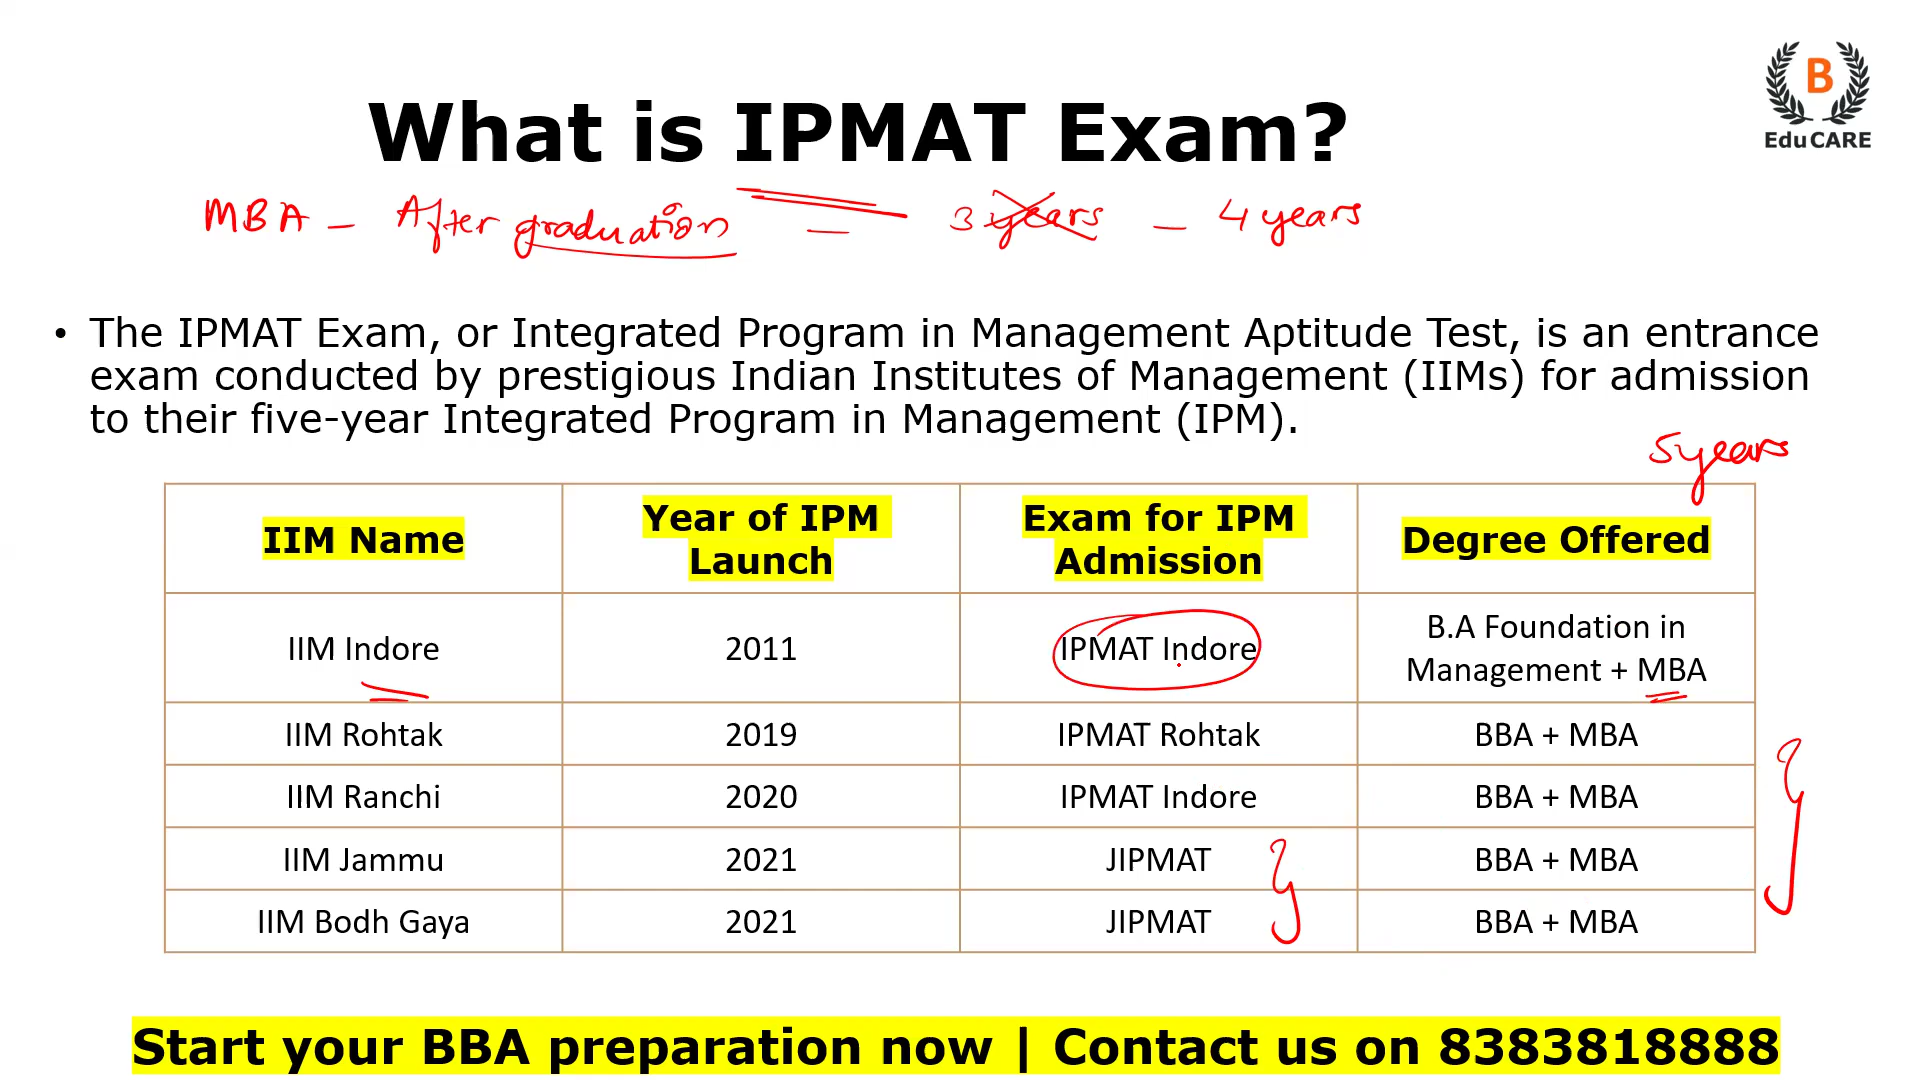 B
EduCARE
What is IPMAT Exam?
MBA - After graduation - 3 years - 4 years
• The IPMAT Exam, or Integrated Program in Management Aptitude Test, is an entrance
exam conducted by prestigious Indian Institutes of Management (IIMs) for admission
to their five-year Integrated Program in Management (IPM).
5 years
IIM Name | Year of IPM Launch | Exam for IPM Admission | Degree Offered
IIM Indore | 2011 | IPMAT Indore | B.A Foundation in Management + MBA
IIM Rohtak | 2019 | IPMAT Rohtak | BBA + MBA
IIM Ranchi | 2020 | IPMAT Indore | BBA + MBA
IIM Jammu | 2021 | JIPMAT | BBA + MBA
IIM Bodh Gaya | 2021 | JIPMAT | BBA + MBA
Start your BBA preparation now | Contact us on 8383818888